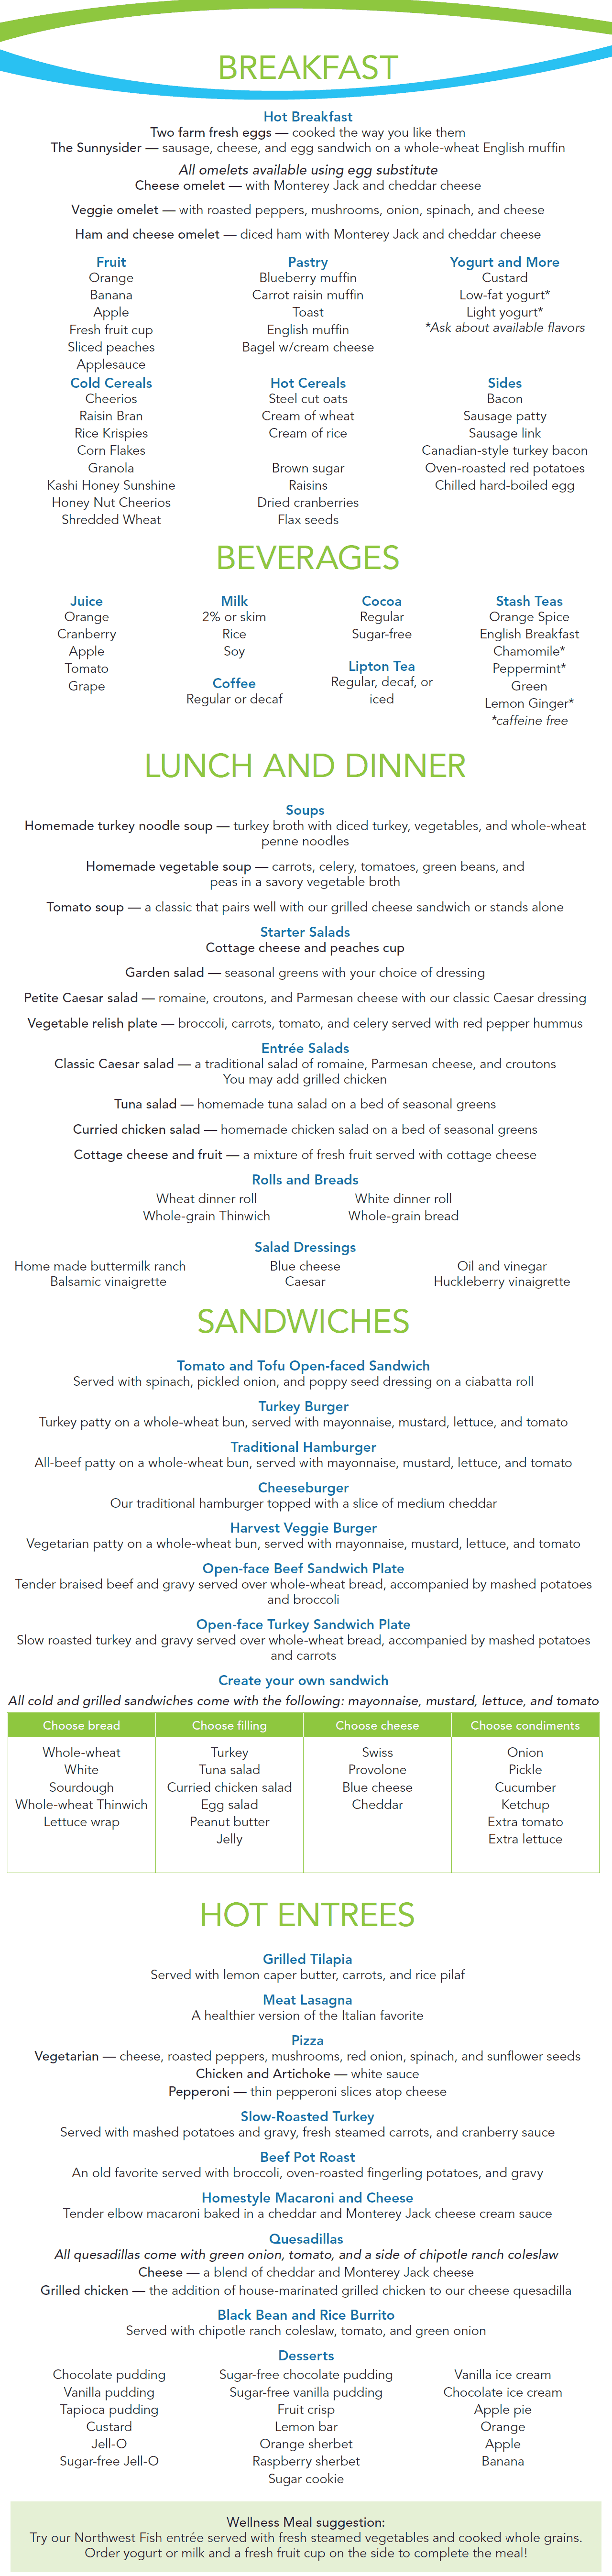 BREAKFAST
Hot Breakfast
Two farm fresh eggs — cooked the way you like them
The Sunnysider — sausage, cheese, and egg sandwich on a whole-wheat English muffin
All omelets available using egg substitute
Cheese omelet — with Monterey Jack and cheddar cheese
Veggie omelet — with roasted peppers, mushrooms, onion, spinach, and cheese
Ham and cheese omelet — diced ham with Monterey Jack and cheddar cheese
Fruit
Orange
Banana
Apple
Fresh fruit cup
Sliced peaches
Applesauce
Pastry
Blueberry muffin
Carrot raisin muffin
Toast
English muffin
Bagel w/cream cheese
Yogurt and More
Custard
Low-fat yogurt*
Light yogurt*
*Ask about available flavors
Cold Cereals
Cheerios
Raisin Bran
Rice Krispies
Corn Flakes
Granola
Kashi Honey Sunshine
Honey Nut Cheerios
Shredded Wheat
Hot Cereals
Steel cut oats
Cream of wheat
Cream of rice
Brown sugar
Raisins
Dried cranberries
Flax seeds
Sides
Bacon
Sausage patty
Sausage link
Canadian-style turkey bacon
Oven-roasted red potatoes
Chilled hard-boiled egg
BEVERAGES
Juice
Orange
Cranberry
Apple
Tomato
Grape
Milk
2% or skim
Rice
Soy
Coffee
Regular or decaf
Cocoa
Regular
Sugar-free
Lipton Tea
Regular, decaf, or
iced
Stash Teas
Orange Spice
English Breakfast
Chamomile*
Peppermint*
Green
Lemon Ginger*
*caffeine free
LUNCH AND DINNER
Soups
Homemade turkey noodle soup — turkey broth with diced turkey, vegetables, and whole-wheat
penne noodles
Homemade vegetable soup — carrots, celery, tomatoes, green beans, and
peas in a savory vegetable broth
Tomato soup — a classic that pairs well with our grilled cheese sandwich or stands alone
Starter Salads
Cottage cheese and peaches cup
Garden salad — seasonal greens with your choice of dressing
Petite Caesar salad — romaine, croutons, and Parmesan cheese with our classic Caesar dressing
Vegetable relish plate — broccoli, carrots, tomato, and celery served with red pepper hummus
Entrée Salads
Classic Caesar salad — a traditional salad of romaine, Parmesan cheese, and croutons
You may add grilled chicken
Tuna salad — homemade tuna salad on a bed of seasonal greens
Curried chicken salad — homemade chicken salad on a bed of seasonal greens
Cottage cheese and fruit — a mixture of fresh fruit served with cottage cheese
Rolls and Breads
Wheat dinner roll
Whole-grain Thinwich
White dinner roll
Whole-grain bread
Salad Dressings
Home made buttermilk ranch
Balsamic vinaigrette
Blue cheese
Caesar
Oil and vinegar
Huckleberry vinaigrette
SANDWICHES
Tomato and Tofu Open-faced Sandwich
Served with spinach, pickled onion, and poppy seed dressing on a ciabatta roll
Turkey Burger
Turkey patty on a whole-wheat bun, served with mayonnaise, mustard, lettuce, and tomato
Traditional Hamburger
All-beef patty on a whole-wheat bun, served with mayonnaise, mustard, lettuce, and tomato
Cheeseburger
Our traditional hamburger topped with a slice of medium cheddar
Harvest Veggie Burger
Vegetarian patty on a whole-wheat bun, served with mayonnaise, mustard, lettuce, and tomato
Open-face Beef Sandwich Plate
Tender braised beef and gravy served over whole-wheat bread, accompanied by mashed potatoes
and broccoli
Open-face Turkey Sandwich Plate
Slow roasted turkey and gravy served over whole-wheat bread, accompanied by mashed potatoes
and carrots
Create your own sandwich
All cold and grilled sandwiches come with the following: mayonnaise, mustard, lettuce, and tomato
Choose bread
Whole-wheat
White
Sourdough
Whole-wheat Thinwich
Lettuce wrap
Choose filling
Turkey
Tuna salad
Curried chicken salad
Egg salad
Peanut butter
Jelly
Choose cheese
Swiss
Provolone
Blue cheese
Cheddar
Choose condiments
Onion
Pickle
Cucumber
Ketchup
Extra tomato
Extra lettuce
HOT ENTREES
Grilled Tilapia
Served with lemon caper butter, carrots, and rice pilaf
Meat Lasagna
A healthier version of the Italian favorite
Pizza
Vegetarian — cheese, roasted peppers, mushrooms, red onion, spinach, and sunflower seeds
Chicken and Artichoke — white sauce
Pepperoni — thin pepperoni slices atop cheese
Slow-Roasted Turkey
Served with mashed potatoes and gravy, fresh steamed carrots, and cranberry sauce
Beef Pot Roast
An old favorite served with broccoli, oven-roasted fingerling potatoes, and gravy
Homestyle Macaroni and Cheese
Tender elbow macaroni baked in a cheddar and Monterey Jack cheese cream sauce
Quesadillas
All quesadillas come with green onion, tomato, and a side of chipotle ranch coleslaw
Cheese — a blend of cheddar and Monterey Jack cheese
Grilled chicken — the addition of house-marinated grilled chicken to our cheese quesadilla
Black Bean and Rice Burrito
Served with chipotle ranch coleslaw, tomato, and green onion
Desserts
Chocolate pudding
Vanilla pudding
Tapioca pudding
Custard
Jell-O
Sugar-free Jell-O
Sugar-free chocolate pudding
Sugar-free vanilla pudding
Fruit crisp
Lemon bar
Orange sherbet
Raspberry sherbet
Sugar cookie
Vanilla ice cream
Chocolate ice cream
Apple pie
Orange
Apple
Banana
Wellness Meal suggestion:
Try our Northwest Fish entrée served with fresh steamed vegetables and cooked whole grains.
Order yogurt or milk and a fresh fruit cup on the side to complete the meal!